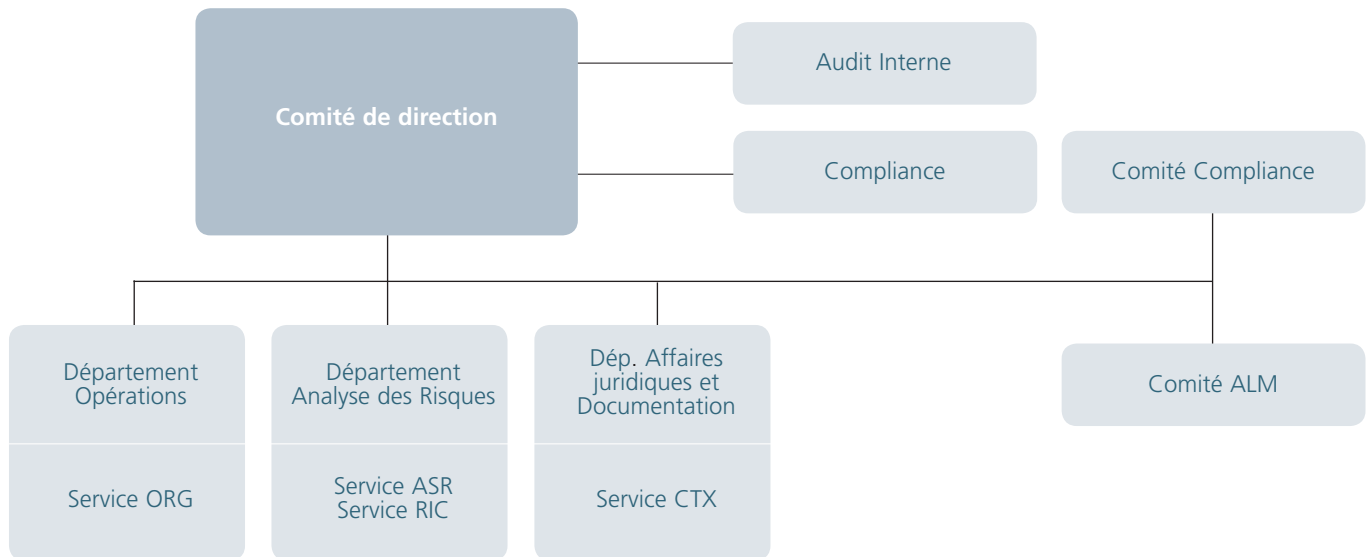 Comité de direction
Audit Interne
Compliance
Comité Compliance
Département
Opérations
Service ORG
Département
Analyse des Risques
Service ASR
Service RIC
Dép. Affaires
juridiques et
Documentation
Service CTX
Comité ALM